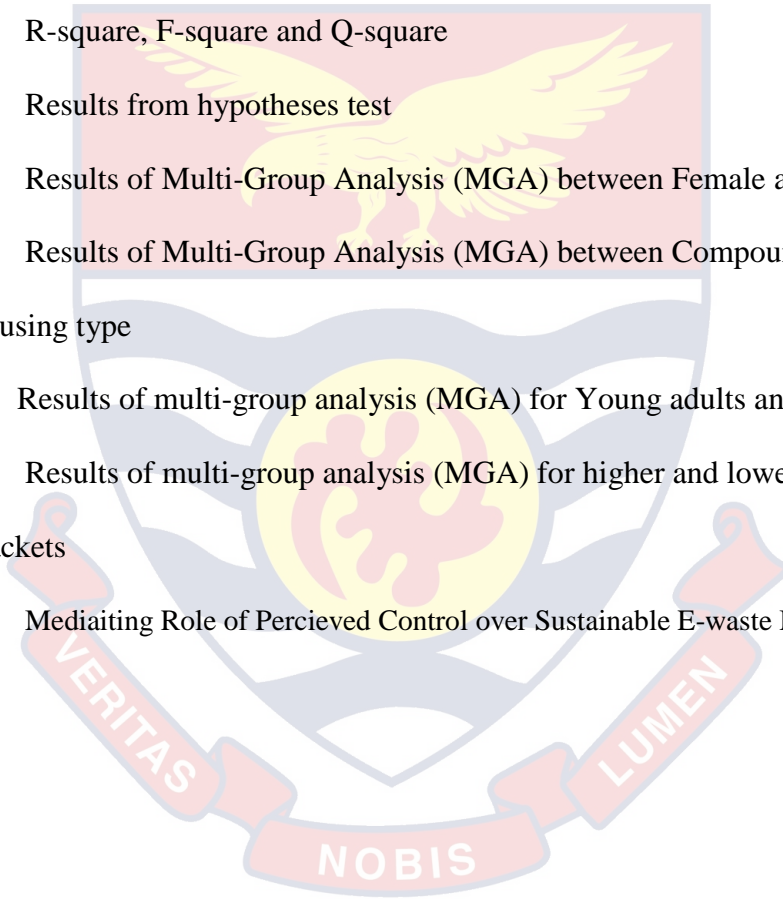 R-square, F-square and Q-square
Results from hypotheses test
Results of Multi-Group Analysis (MGA) between Female a
Results of Multi-Group Analysis (MGA) between Compou
using type
Results of multi-group analysis (MGA) for Young adults an
Results of multi-group analysis (MGA) for higher and lowe
ckets
Mediaiting Role of Percieved Control over Sustainable E-waste
VERITAS
NOBIS
LUMEN